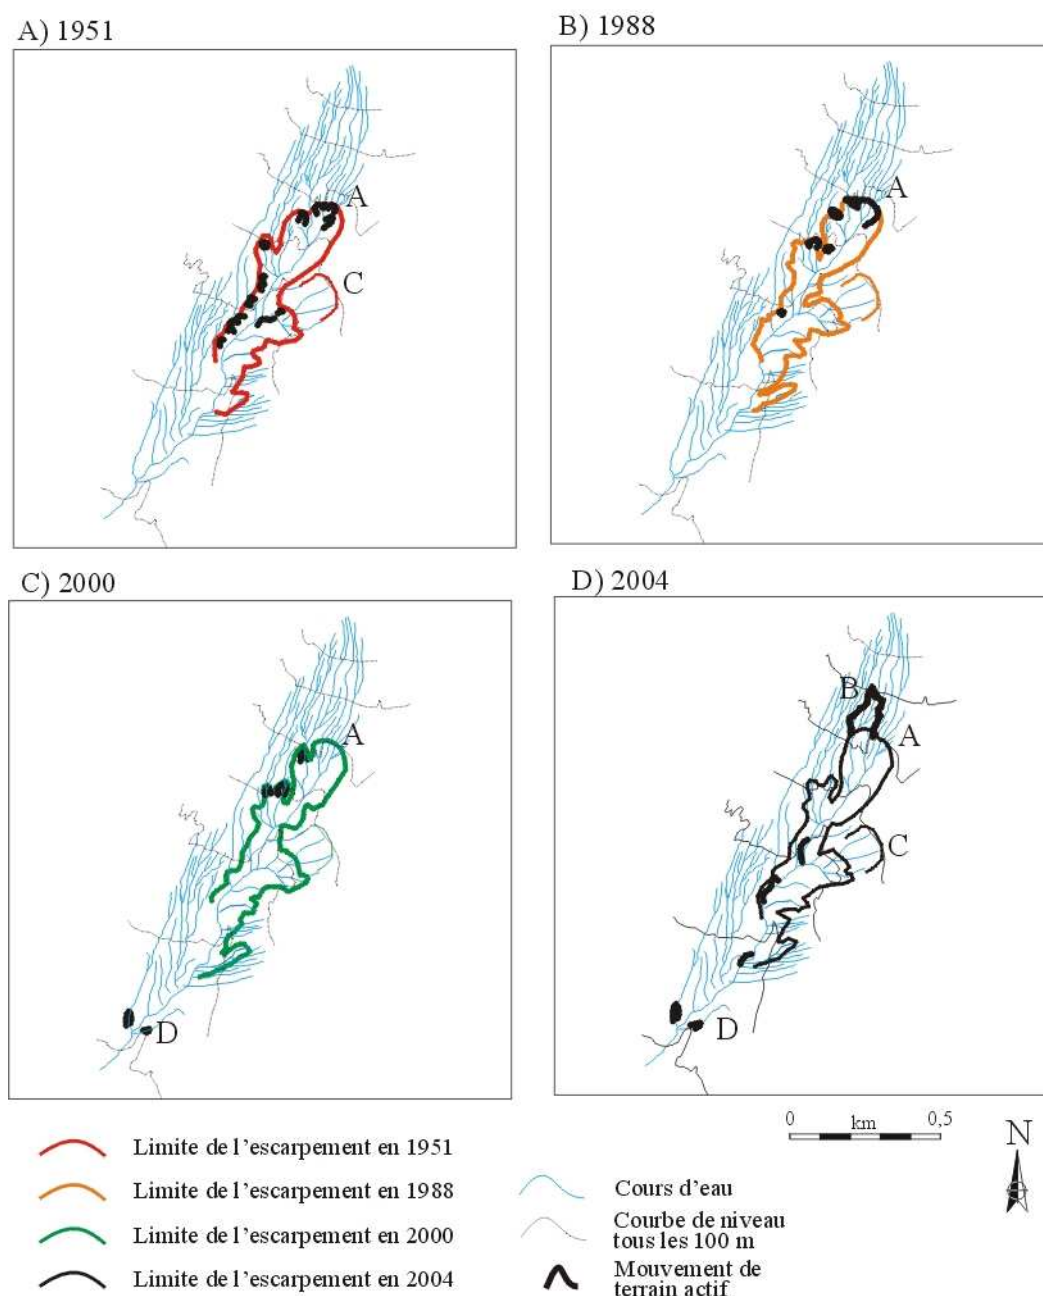 A) 1951
B) 1988
A
C
A
C) 2000
D) 2004
A
D
B
A
C
D
0 0,5
km
N
Limite de l'escarpement en 1951
Limite de l'escarpement en 1988
Limite de l'escarpement en 2000
Limite de l'escarpement en 2004
Cours d'eau
Courbe de niveau
tous les 100 m
Mouvement de
terrain actif